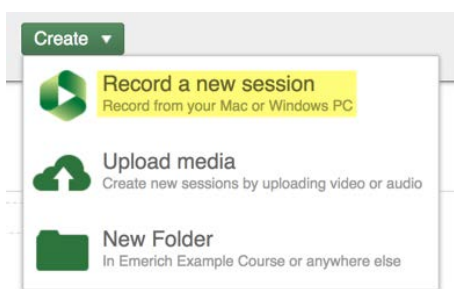 Create
Record a new session
Record from your Mac or Windows PC
Upload media
Create new sessions by uploading video or audio
New Folder
In Emerich Example Course or anywhere else